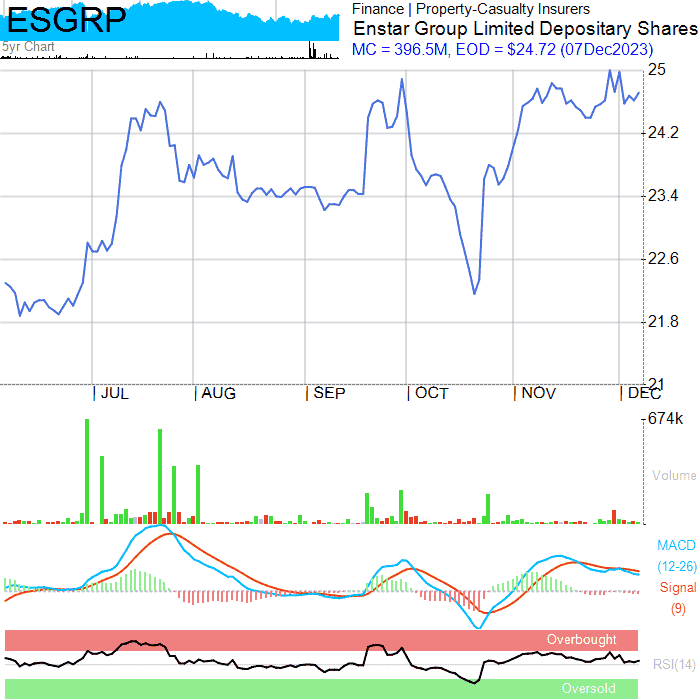 ESGRP
5yr Chart
Finance | Property-Casualty Insurers
Enstar Group Limited Depositary Shares
MC = 396.5M, EOD = $24.72 (07Dec2023)
25
24.2
23.4
22.6
21.8
21
JUL
AUG
SEP
OCT
NOV
DEC
674k
Volume
MACD
(12-26)
Signal
(9)
Overbought
RSI(14)
Oversold